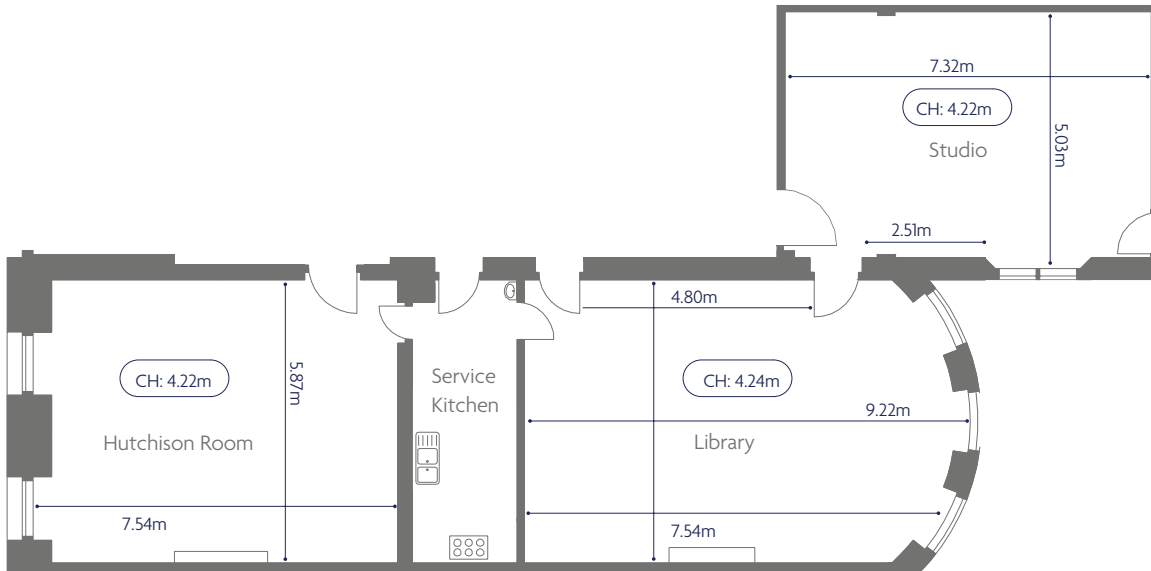 7.32m
CH: 4.22m
Studio
5.03m
2.51m
4.80m
5.87m
CH: 4.22m
Hutchison Room
7.54m
Service
Kitchen
CH: 4.24m
9.22m
Library
7.54m